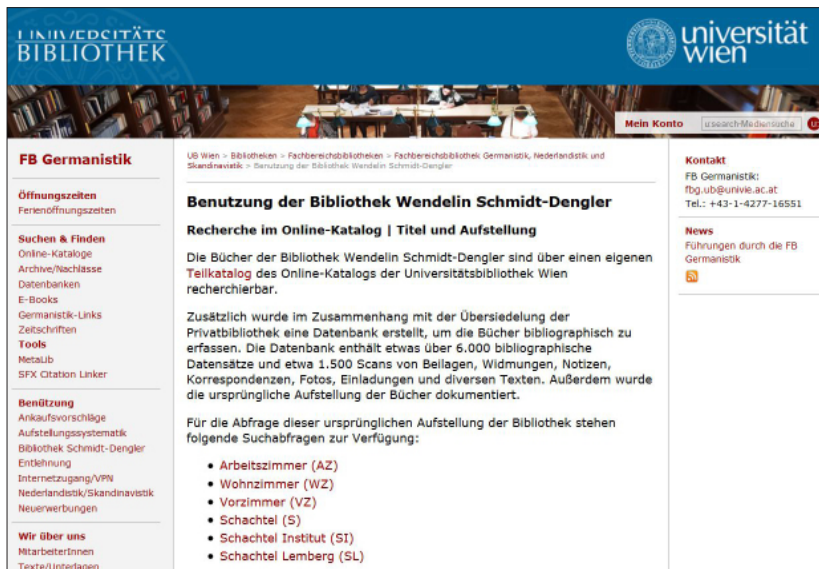 UNIVERSITÄTS
BIBLIOTHEK
universität
wien
Mein Konto
u:search-Mediensuche
FB Germanistik
Öffnungszeiten
Ferienöffnungszeiten
Suchen & Finden
Online-Kataloge
Archive/Nachlässe
Datenbanken
E-Books
Germanistik-Links
Zeitschriften
Tools
MetaLib
SFX Citation Linker
Benützung
Ankaufsvorschläge
Aufstellungssystematik
Bibliothek Schmidt-Dengler
Entlehnung
Internetzugang/VPN
Nederlandistik/Skandinavistik
Neuerwerbungen
Wir über uns
MitarbeiterInnen
Texte/Unterlagen
UB Wien > Bibliotheken > Fachbereichsbibliotheken > Fachbereichsbibliothek Germanistik, Nederlandistik und
Skandinavistik > Benutzung der Bibliothek Wendelin Schmidt-Dengler
Benutzung der Bibliothek Wendelin Schmidt-Dengler
Recherche im Online-Katalog | Titel und Aufstellung
Die Bücher der Bibliothek Wendelin Schmidt-Dengler sind über einen eigenen
Teilkatalog des Online-Katalogs der Universitätsbibliothek Wien
recherchierbar.
Zusätzlich wurde im Zusammenhang mit der Übersiedelung der
Privatbibliothek eine Datenbank erstellt, um die Bücher bibliographisch zu
erfassen. Die Datenbank enthält etwas über 6.000 bibliographische
Datensätze und etwa 1.500 Scans von Beilagen, Widmungen, Notizen,
Korrespondenzen, Fotos, Einladungen und diversen Texten. Außerdem wurde
die ursprüngliche Aufstellung der Bücher dokumentiert.
Für die Abfrage dieser ursprünglichen Aufstellung der Bibliothek stehen
folgende Suchabfragen zur Verfügung:
• Arbeitszimmer (AZ)
• Wohnzimmer (WZ)
• Vorzimmer (VZ)
• Schachtel (S)
• Schachtel Institut (SI)
• Schachtel Lemberg (SL)
Kontakt
FB Germanistik:
fbg.ub@univie.ac.at
Tel.: +43-1-4277-16551
News
Führungen durch die FB
Germanistik